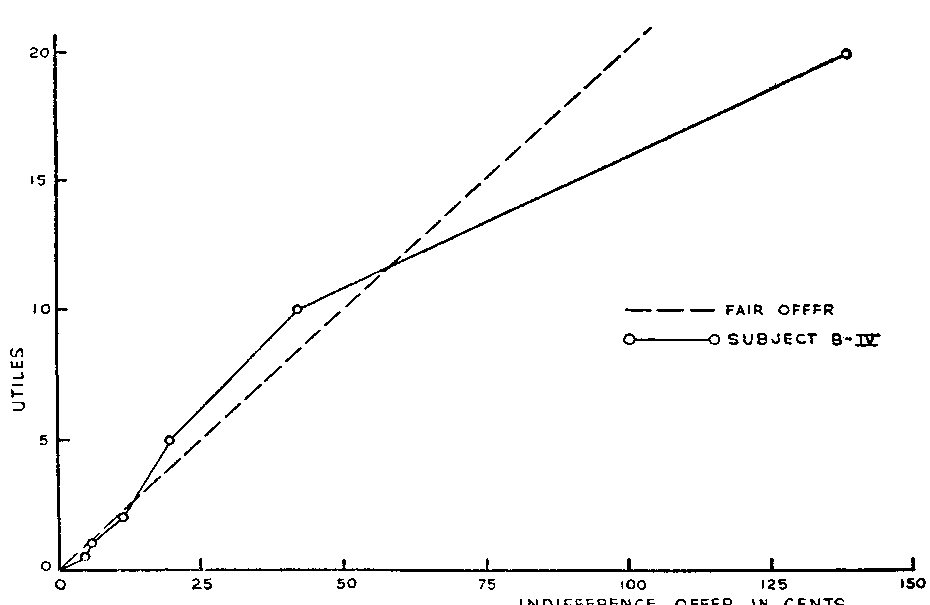 20
15
10
5
0
UTILES
FAIR OFFER
SUBJECT B-IV
0 25 50 75 100 125 150
INDIFFERENCE OFFER IN CENTS